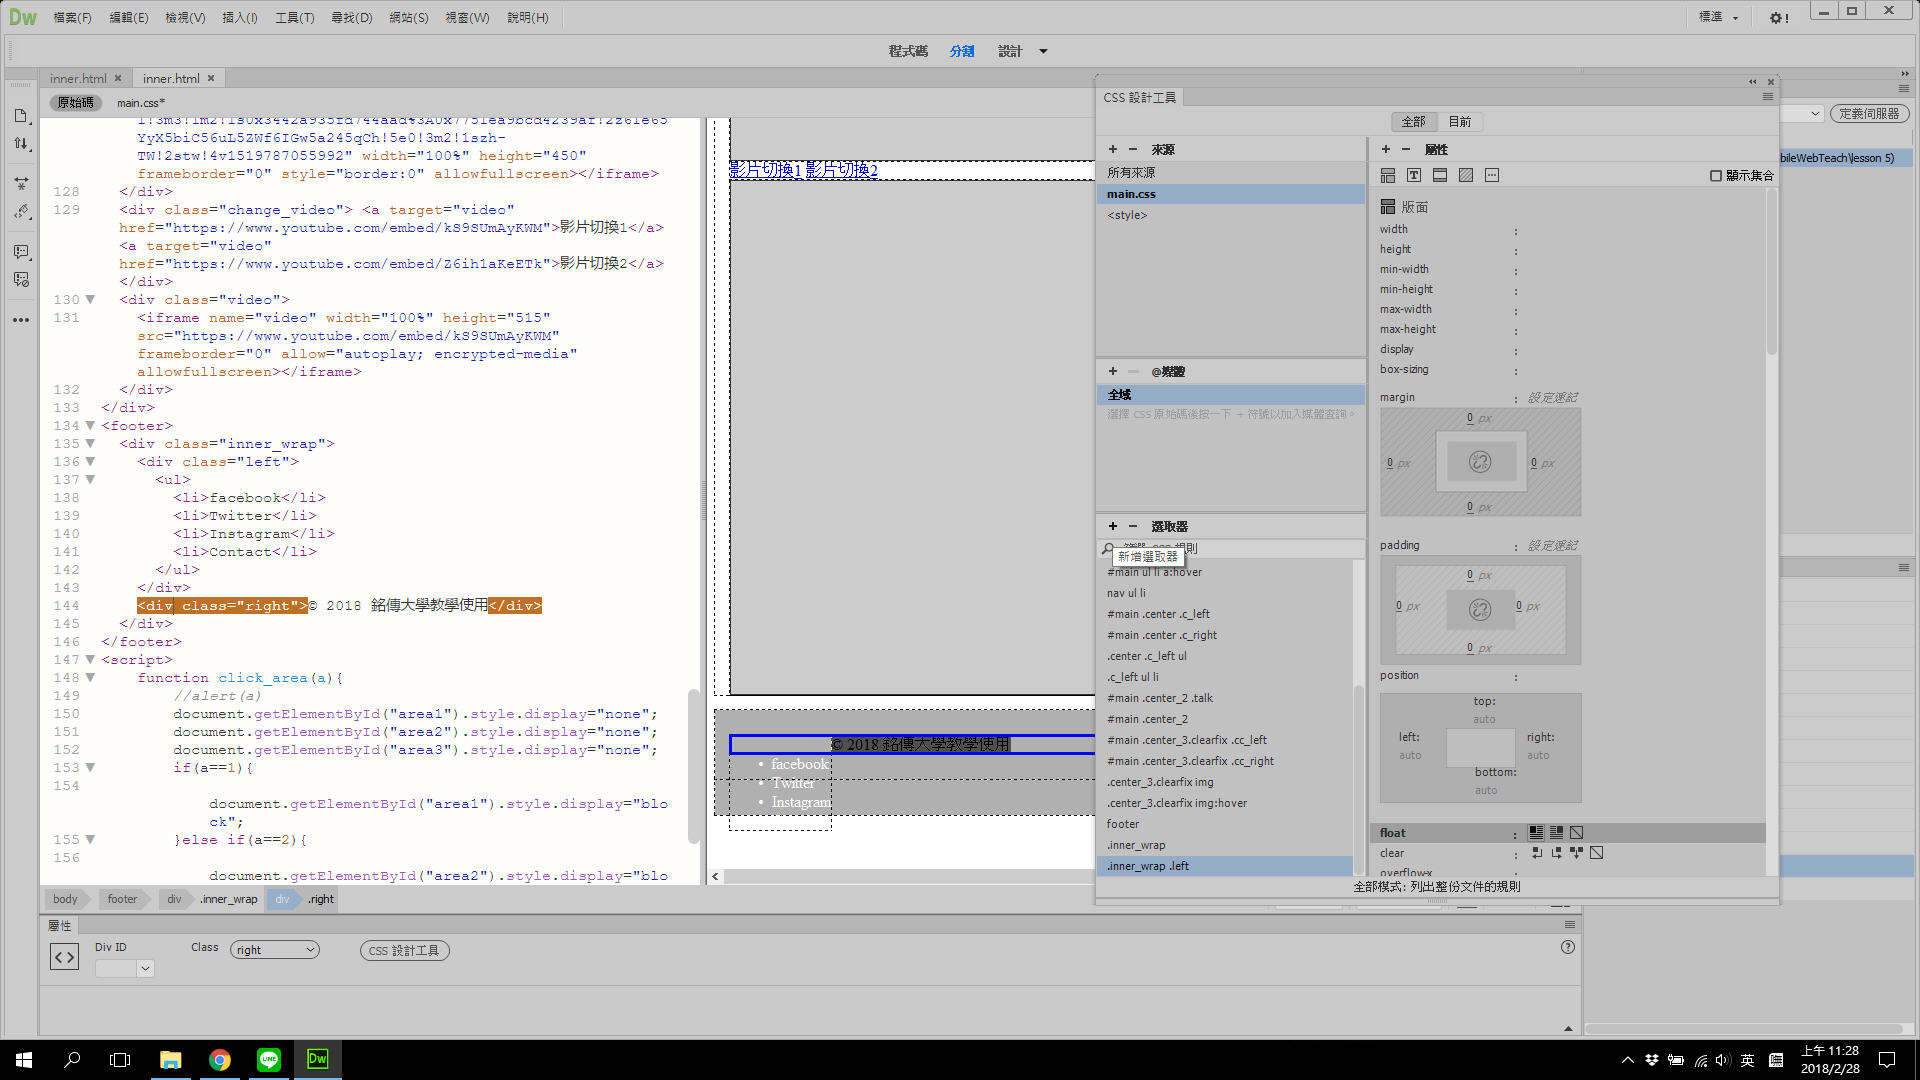 Dw 檔案(F) 編輯(E) 檢視(V) 插入(I) 工具(T) 尋找(D) 網站(S) 視窗(W) 說明(H) 標準
程式碼 分割 設計
inner.html × inner.html ×
原始碼 main.css*
YyX5biC56uL5ZWf6IGw5a245qCh!5e0!3m2!1szh-
TW!2stw!4v1519787055992" width="100%" height="450"
frameborder="0" style="border:0" allowfullscreen></iframe>
128 </div>
129 <div class="change_video"> <a target="video"
href="https://www.youtube.com/embed/kS9SUmAyKWM">影片切換1</a>
<a target="video"
href="https://www.youtube.com/embed/Z6ih1aKeETk">影片切換2</a>
</div>
130 <div class="video">
131 <iframe name="video" width="100%" height="515"
src="https://www.youtube.com/embed/kS9SUmAyKWM"
frameborder="0" allow="autoplay; encrypted-media"
allowfullscreen></iframe>
132 </div>
133 </div>
134 <footer>
135 <div class="inner_wrap">
136 <div class="left">
137 <ul>
138 <li>facebook</li>
139 <li>Twitter</li>
140 <li>Instagram</li>
141 <li>Contact</li>
142 </ul>
143 </div>
144 <div class="right">© 2018 銘傳大學教學使用</div>
145 </div>
146 </footer>
147 <script>
148 function click_area(a){
149 //alert(a)
150 document.getElementById("area1").style.display="none";
151 document.getElementById("area2").style.display="none";
152 document.getElementById("area3").style.display="none";
153 if(a==1){
154
document.getElementById("area1").style.display="blo
ck";
155 }else if(a==2){
156
document.getElementById("area2").style.display="blo
影片切換1 影片切換2
© 2018 銘傳大學教學使用
• facebook
• Twitter
• Instagram
CSS 設計工具
全部 目前
+ − 來源
所有來源
main.css
<style>
+ − @媒體
全域
選擇 CSS 原始碼後按一下 + 符號以加入媒體查詢。
+ − 選取器
規則
新增選取器
#main ul li a:hover
nav ul li
#main .center .c_left
#main .center .c_right
.center .c_left ul
.c_left ul li
#main .center_2 .talk
#main .center_2
#main .center_3.clearfix .cc_left
#main .center_3.clearfix .cc_right
.center_3.clearfix img
.center_3.clearfix img:hover
footer
.inner_wrap
.inner_wrap .left
+ − 屬性
顯示集合
版面
width :
height :
min-width :
min-height :
max-width :
max-height :
display :
box-sizing :
margin : 設定速記
0 px
0 px 0 px
0 px
padding : 設定速記
0 px
0 px 0 px
0 px
position :
top:
auto
left: right:
auto auto
bottom:
auto
float :
clear :
overflow-x
全部模式: 列出整份文件的規則
定義伺服器
bileWebTeach\lesson 5)
body footer div .inner_wrap div .right
屬性
Div ID Class right CSS 設計工具
英
上午 11:28
2018/2/28
LINE
Dw